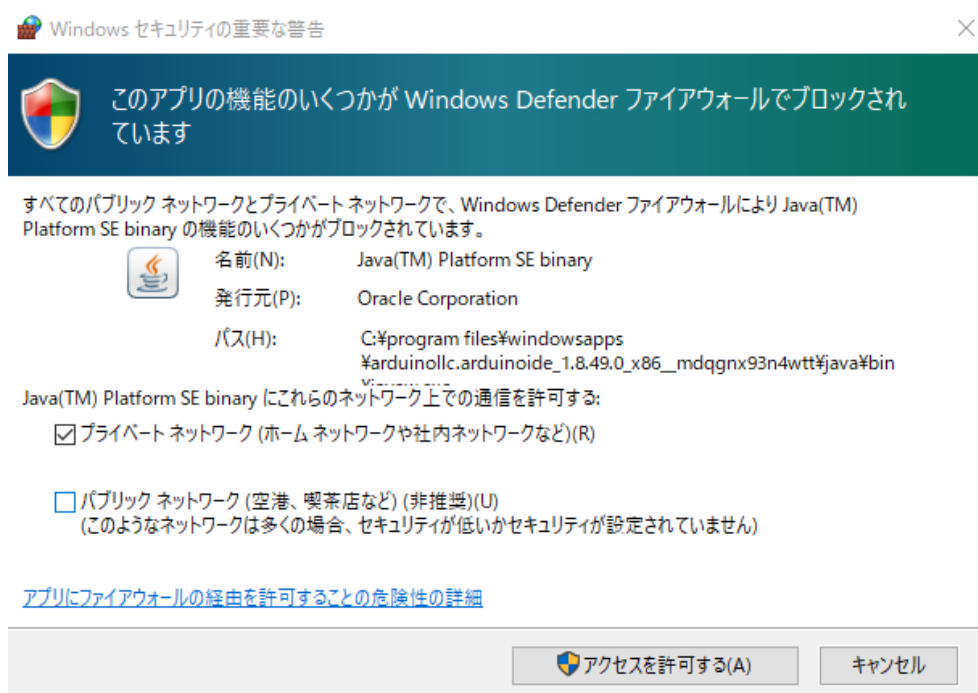 Windows セキュリティの重要な警告
このアプリの機能のいくつかが Windows Defender ファイアウォールでブロックされ
ています
すべてのパブリック ネットワークとプライベート ネットワークで、Windows Defender ファイアウォールにより Java(TM)
Platform SE binary の機能のいくつかがブロックされています。
名前(N): Java(TM) Platform SE binary
発行元(P): Oracle Corporation
パス(H): C:¥program files¥windowsapps
¥arduinollc.arduinoide_1.8.49.0_x86__mdqgnx93n4wtt¥java¥bin
Java(TM) Platform SE binary にこれらのネットワーク上での通信を許可する:
プライベート ネットワーク (ホーム ネットワークや社内ネットワークなど)(R)
パブリック ネットワーク (空港、喫茶店など) (非推奨)(U)
(このようなネットワークは多くの場合、セキュリティが低いかセキュリティが設定されていません)
アプリにファイアウォールの経由を許可することの危険性の詳細
アクセスを許可する(A) キャンセル